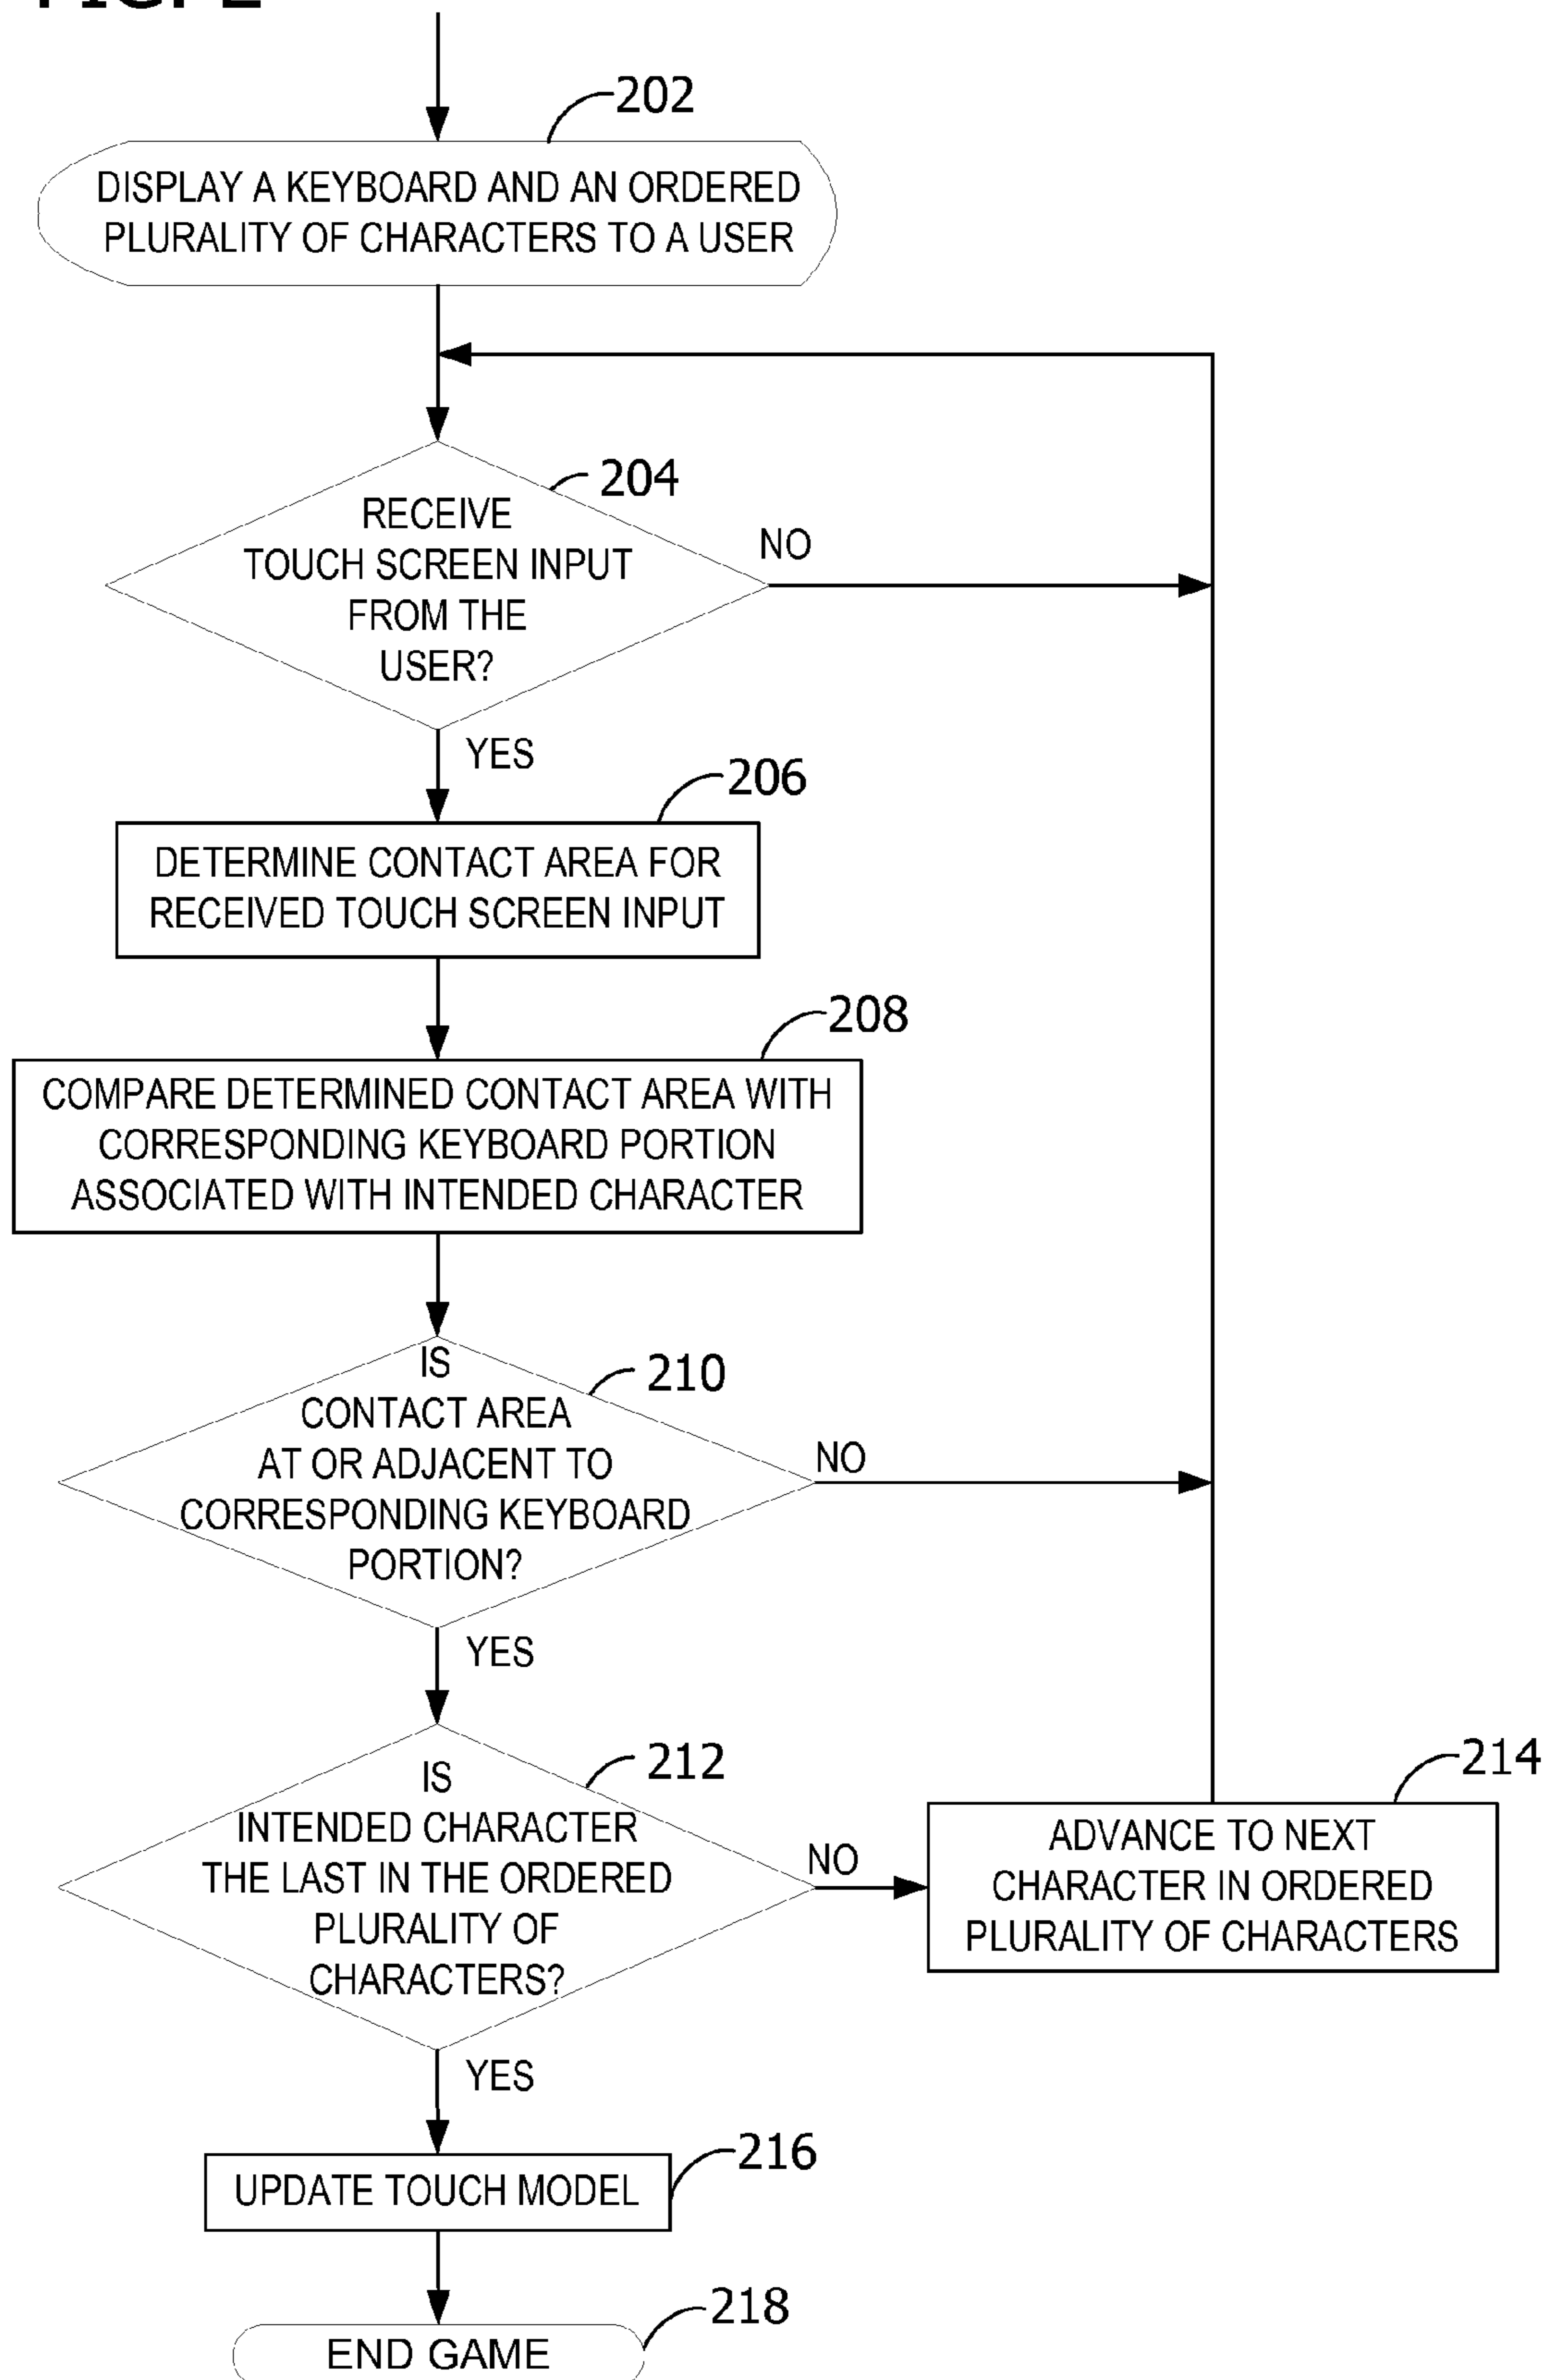 202
DISPLAY A KEYBOARD AND AN ORDERED
PLURALITY OF CHARACTERS TO A USER
204
RECEIVE
TOUCH SCREEN INPUT
FROM THE
USER?
NO
YES
206
DETERMINE CONTACT AREA FOR
RECEIVED TOUCH SCREEN INPUT
208
COMPARE DETERMINED CONTACT AREA WITH
CORRESPONDING KEYBOARD PORTION
ASSOCIATED WITH INTENDED CHARACTER
210
IS
CONTACT AREA
AT OR ADJACENT TO
CORRESPONDING KEYBOARD
PORTION?
NO
YES
212
IS
INTENDED CHARACTER
THE LAST IN THE ORDERED
PLURALITY OF
CHARACTERS?
NO
214
ADVANCE TO NEXT
CHARACTER IN ORDERED
PLURALITY OF CHARACTERS
YES
216
UPDATE TOUCH MODEL
218
END GAME